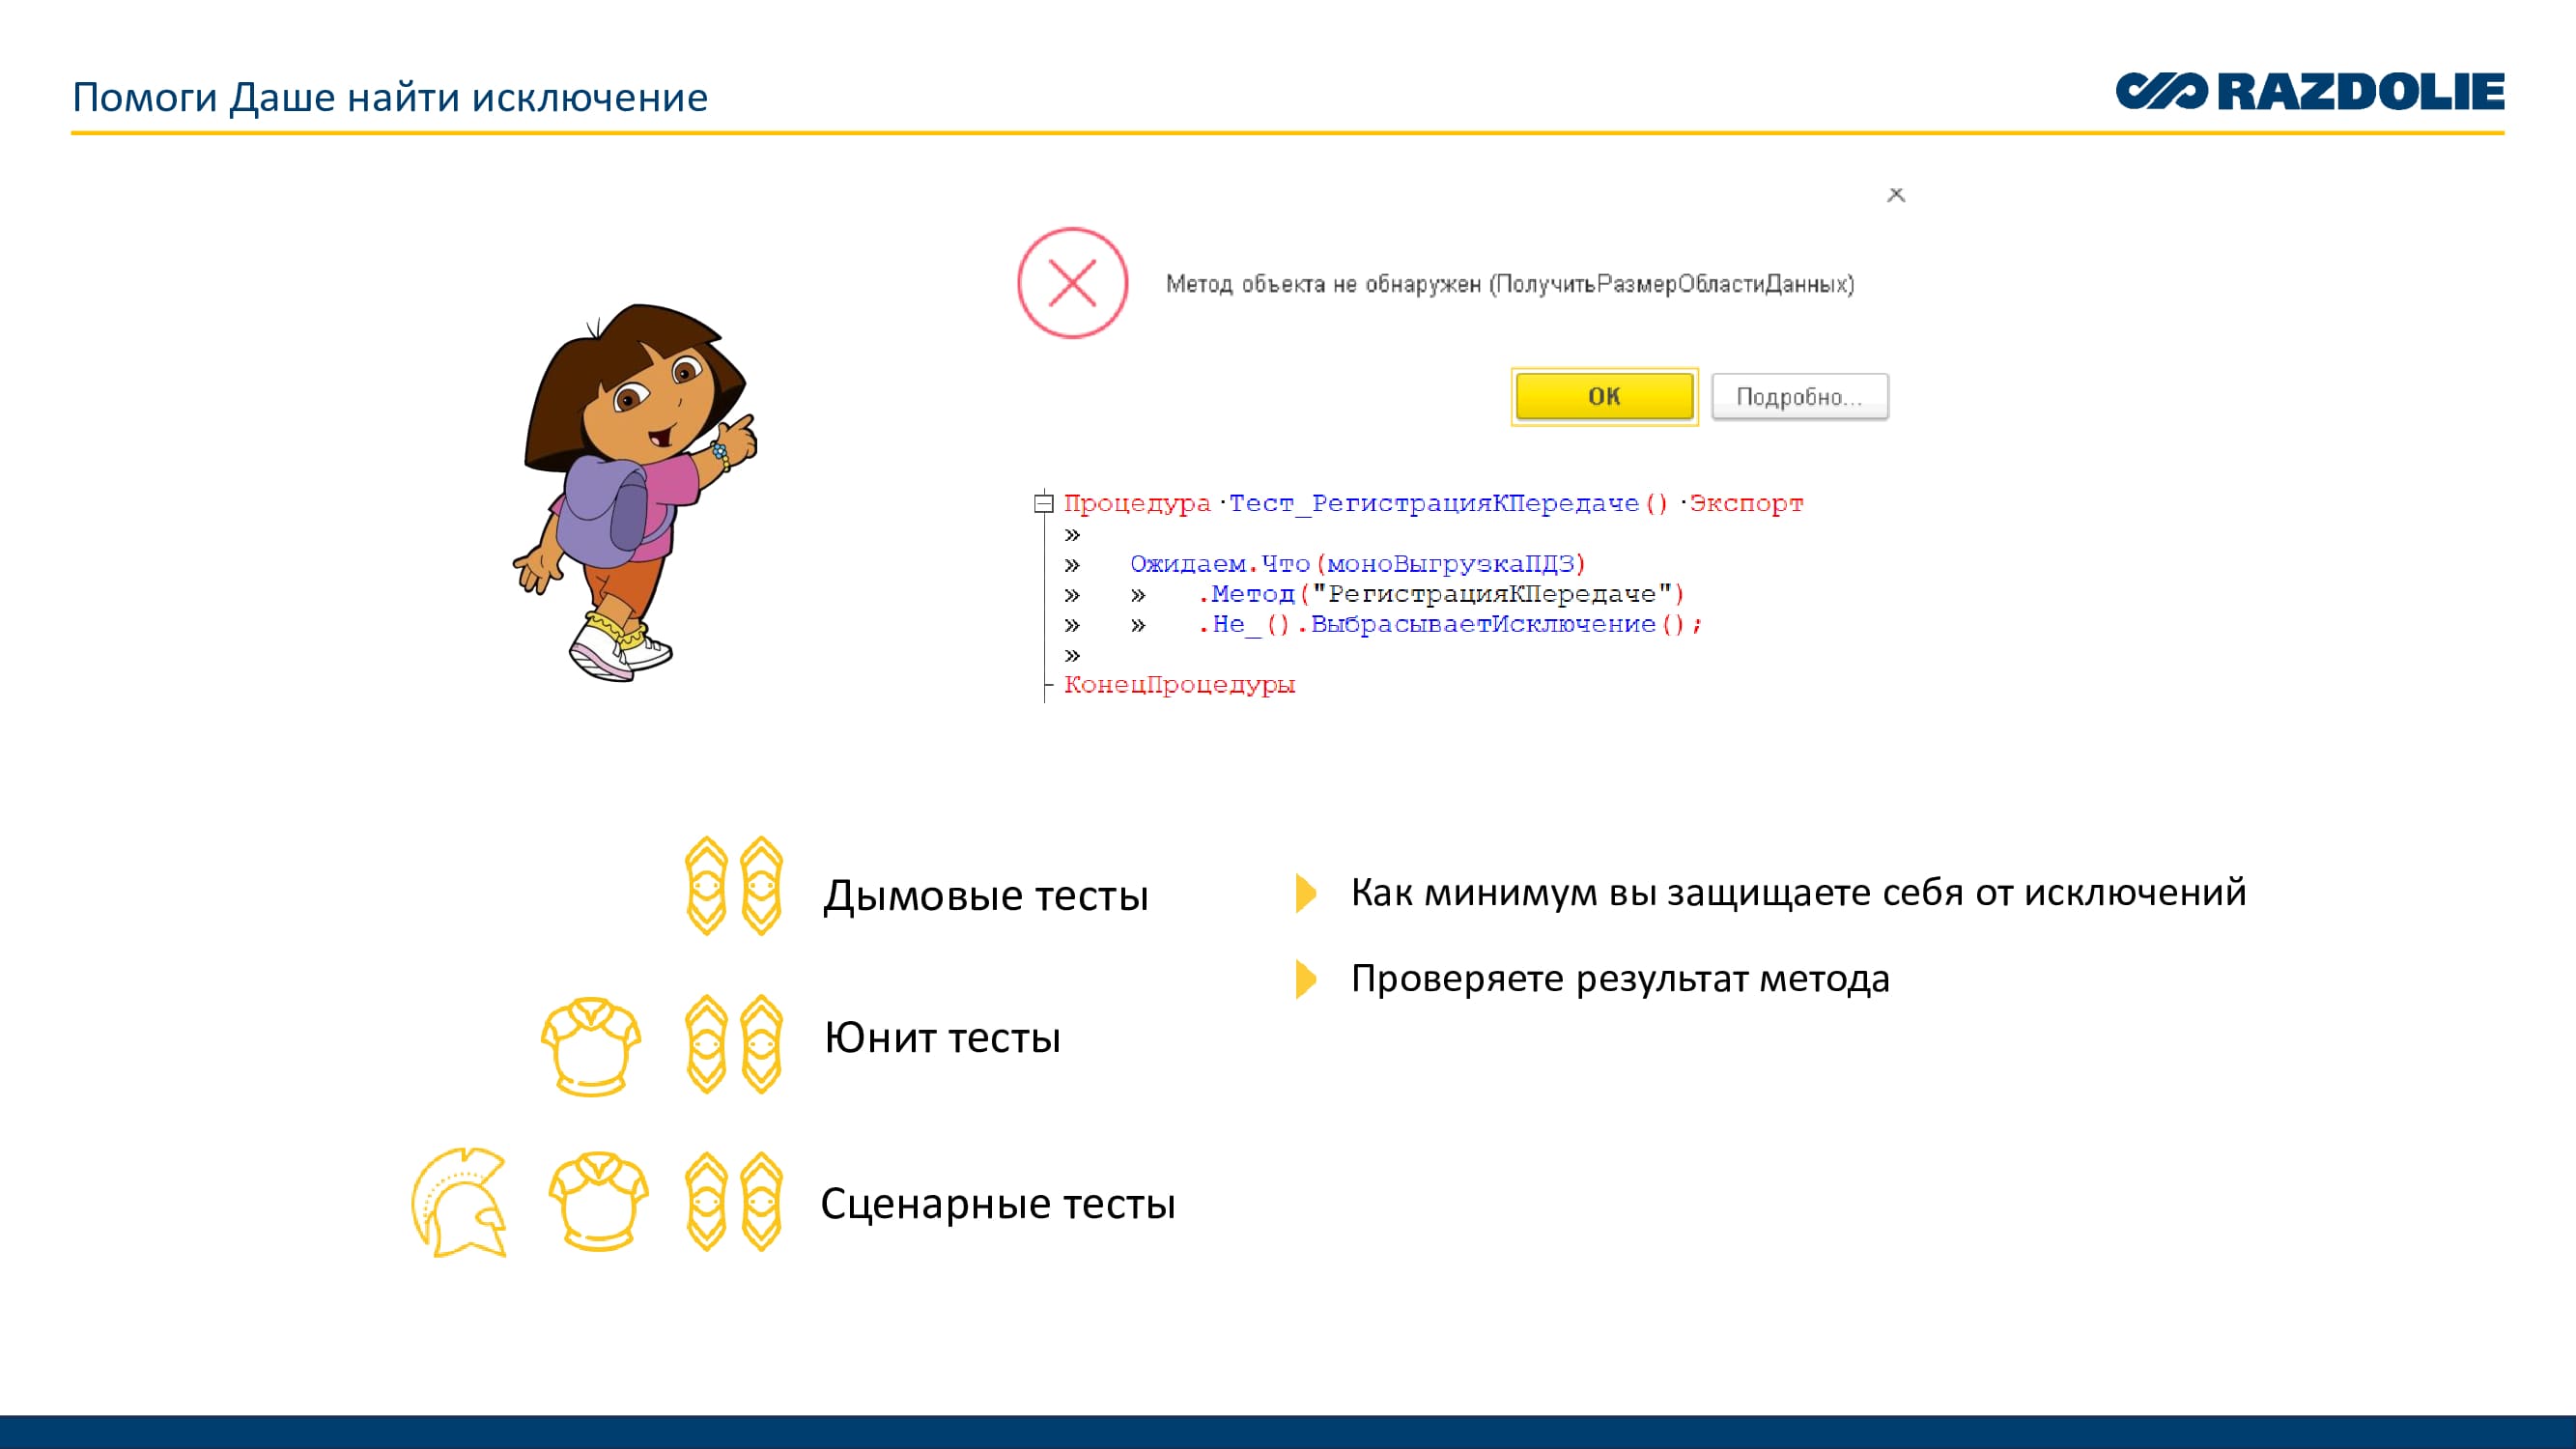 Помоги Даше найти исключение
RAZDOLIE
Метод объекта не обнаружен (ПолучитьРазмерОбластиДанных)
ОК
Подробно...
Процедура·Тест_РегистрацияКПередаче()·Экспорт
»
» Ожидаем.Что(моноВыгрузкаПДЗ)
» » .Метод("РегистрацияКПередаче")
» » .Не_().ВыбрасываетИсключение();
»
КонецПроцедуры
Дымовые тесты
Юнит тесты
Сценарные тесты
Как минимум вы защищаете себя от исключений
Проверяете результат метода